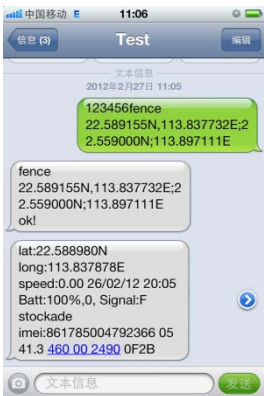 中国移动 E 11:06
信息 (3) Test 编辑
文本信息
2012年2月27日 11:05
123456fence
22.589155N,113.837732E;2
2.559000N;113.897111E
fence
22.589155N,113.837732E;2
2.559000N;113.897111E
ok!
lat:22.588980N
long:113.837878E
speed:0.00 26/02/12 20:05
Batt:100%,0, Signal:F
stockade
imei:861785004792366 05
41.3 460 00 2490 0F2B
文本信息 发送